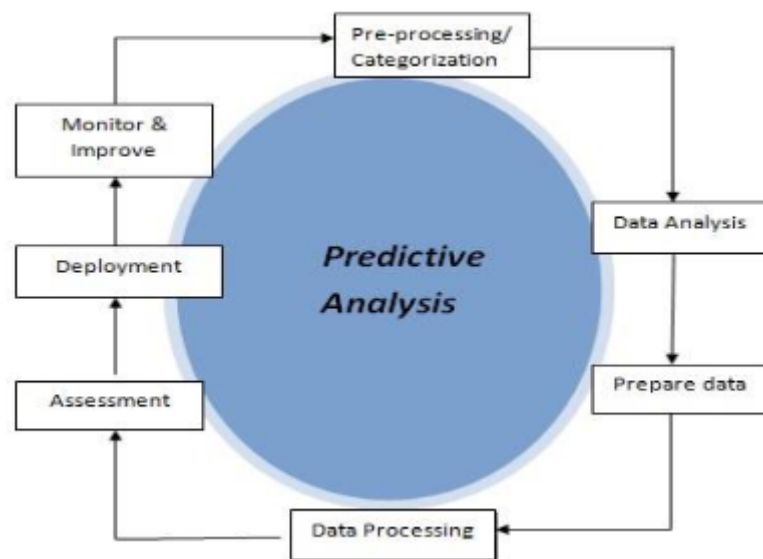 Pre-processing/
Categorization
Monitor &
Improve
Data Analysis
Deployment
Predictive
Analysis
Prepare data
Assessment
Data Processing